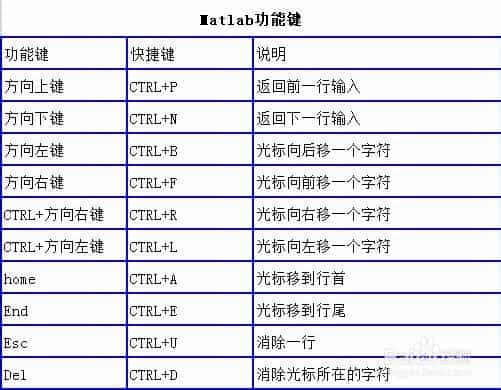 Matlab功能键
功能键 快捷键 说明
方向上键 CTRL+P 返回前一行输入
方向下键 CTRL+N 返回下一行输入
方向左键 CTRL+B 光标向后移一个字符
方向右键 CTRL+F 光标向前移一个字符
CTRL+方向右键 CTRL+R 光标向右移一个字符
CTRL+方向左键 CTRL+L 光标向左移一个字符
home CTRL+A 光标移到行首
End CTRL+E 光标移到行尾
Esc CTRL+U 消除一行
Del CTRL+D 消除光标所在的字符